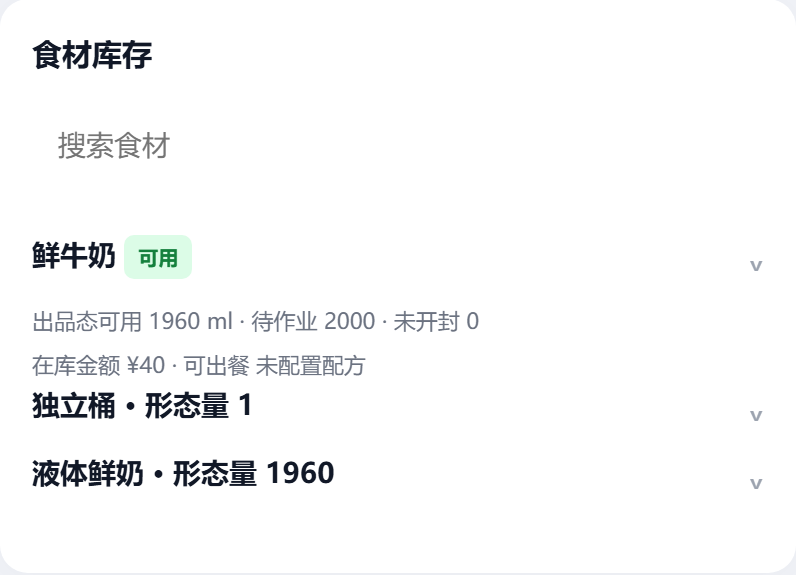 食材库存
搜索食材
鲜牛奶 可用 v
出品态可用 1960 ml · 待作业 2000 · 未开封 0
在库金额 ¥40 · 可出餐 未配置配方
独立桶 • 形态量 1 v
液体鲜奶 • 形态量 1960 v